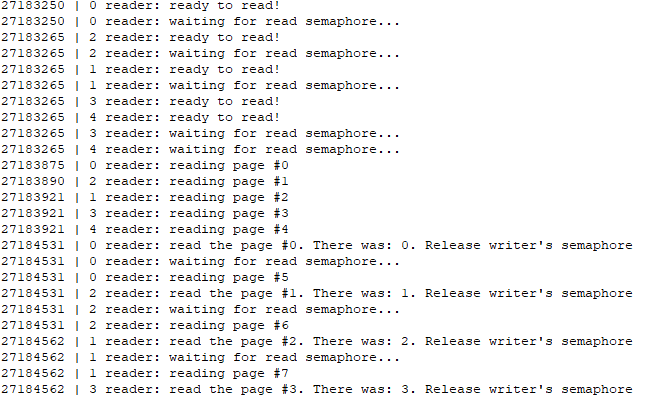 27183250 | 0 reader: ready to read!
27183250 | 0 reader: waiting for read semaphore...
27183265 | 2 reader: ready to read!
27183265 | 2 reader: waiting for read semaphore...
27183265 | 1 reader: ready to read!
27183265 | 1 reader: waiting for read semaphore...
27183265 | 3 reader: ready to read!
27183265 | 4 reader: ready to read!
27183265 | 3 reader: waiting for read semaphore...
27183265 | 4 reader: waiting for read semaphore...
27183875 | 0 reader: reading page #0
27183890 | 2 reader: reading page #1
27183921 | 1 reader: reading page #2
27183921 | 3 reader: reading page #3
27183921 | 4 reader: reading page #4
27184531 | 0 reader: read the page #0. There was: 0. Release writer's semaphore
27184531 | 0 reader: waiting for read semaphore...
27184531 | 0 reader: reading page #5
27184531 | 2 reader: read the page #1. There was: 1. Release writer's semaphore
27184531 | 2 reader: waiting for read semaphore...
27184531 | 2 reader: reading page #6
27184562 | 1 reader: read the page #2. There was: 2. Release writer's semaphore
27184562 | 1 reader: waiting for read semaphore...
27184562 | 1 reader: reading page #7
27184562 | 3 reader: read the page #3. There was: 3. Release writer's semaphore